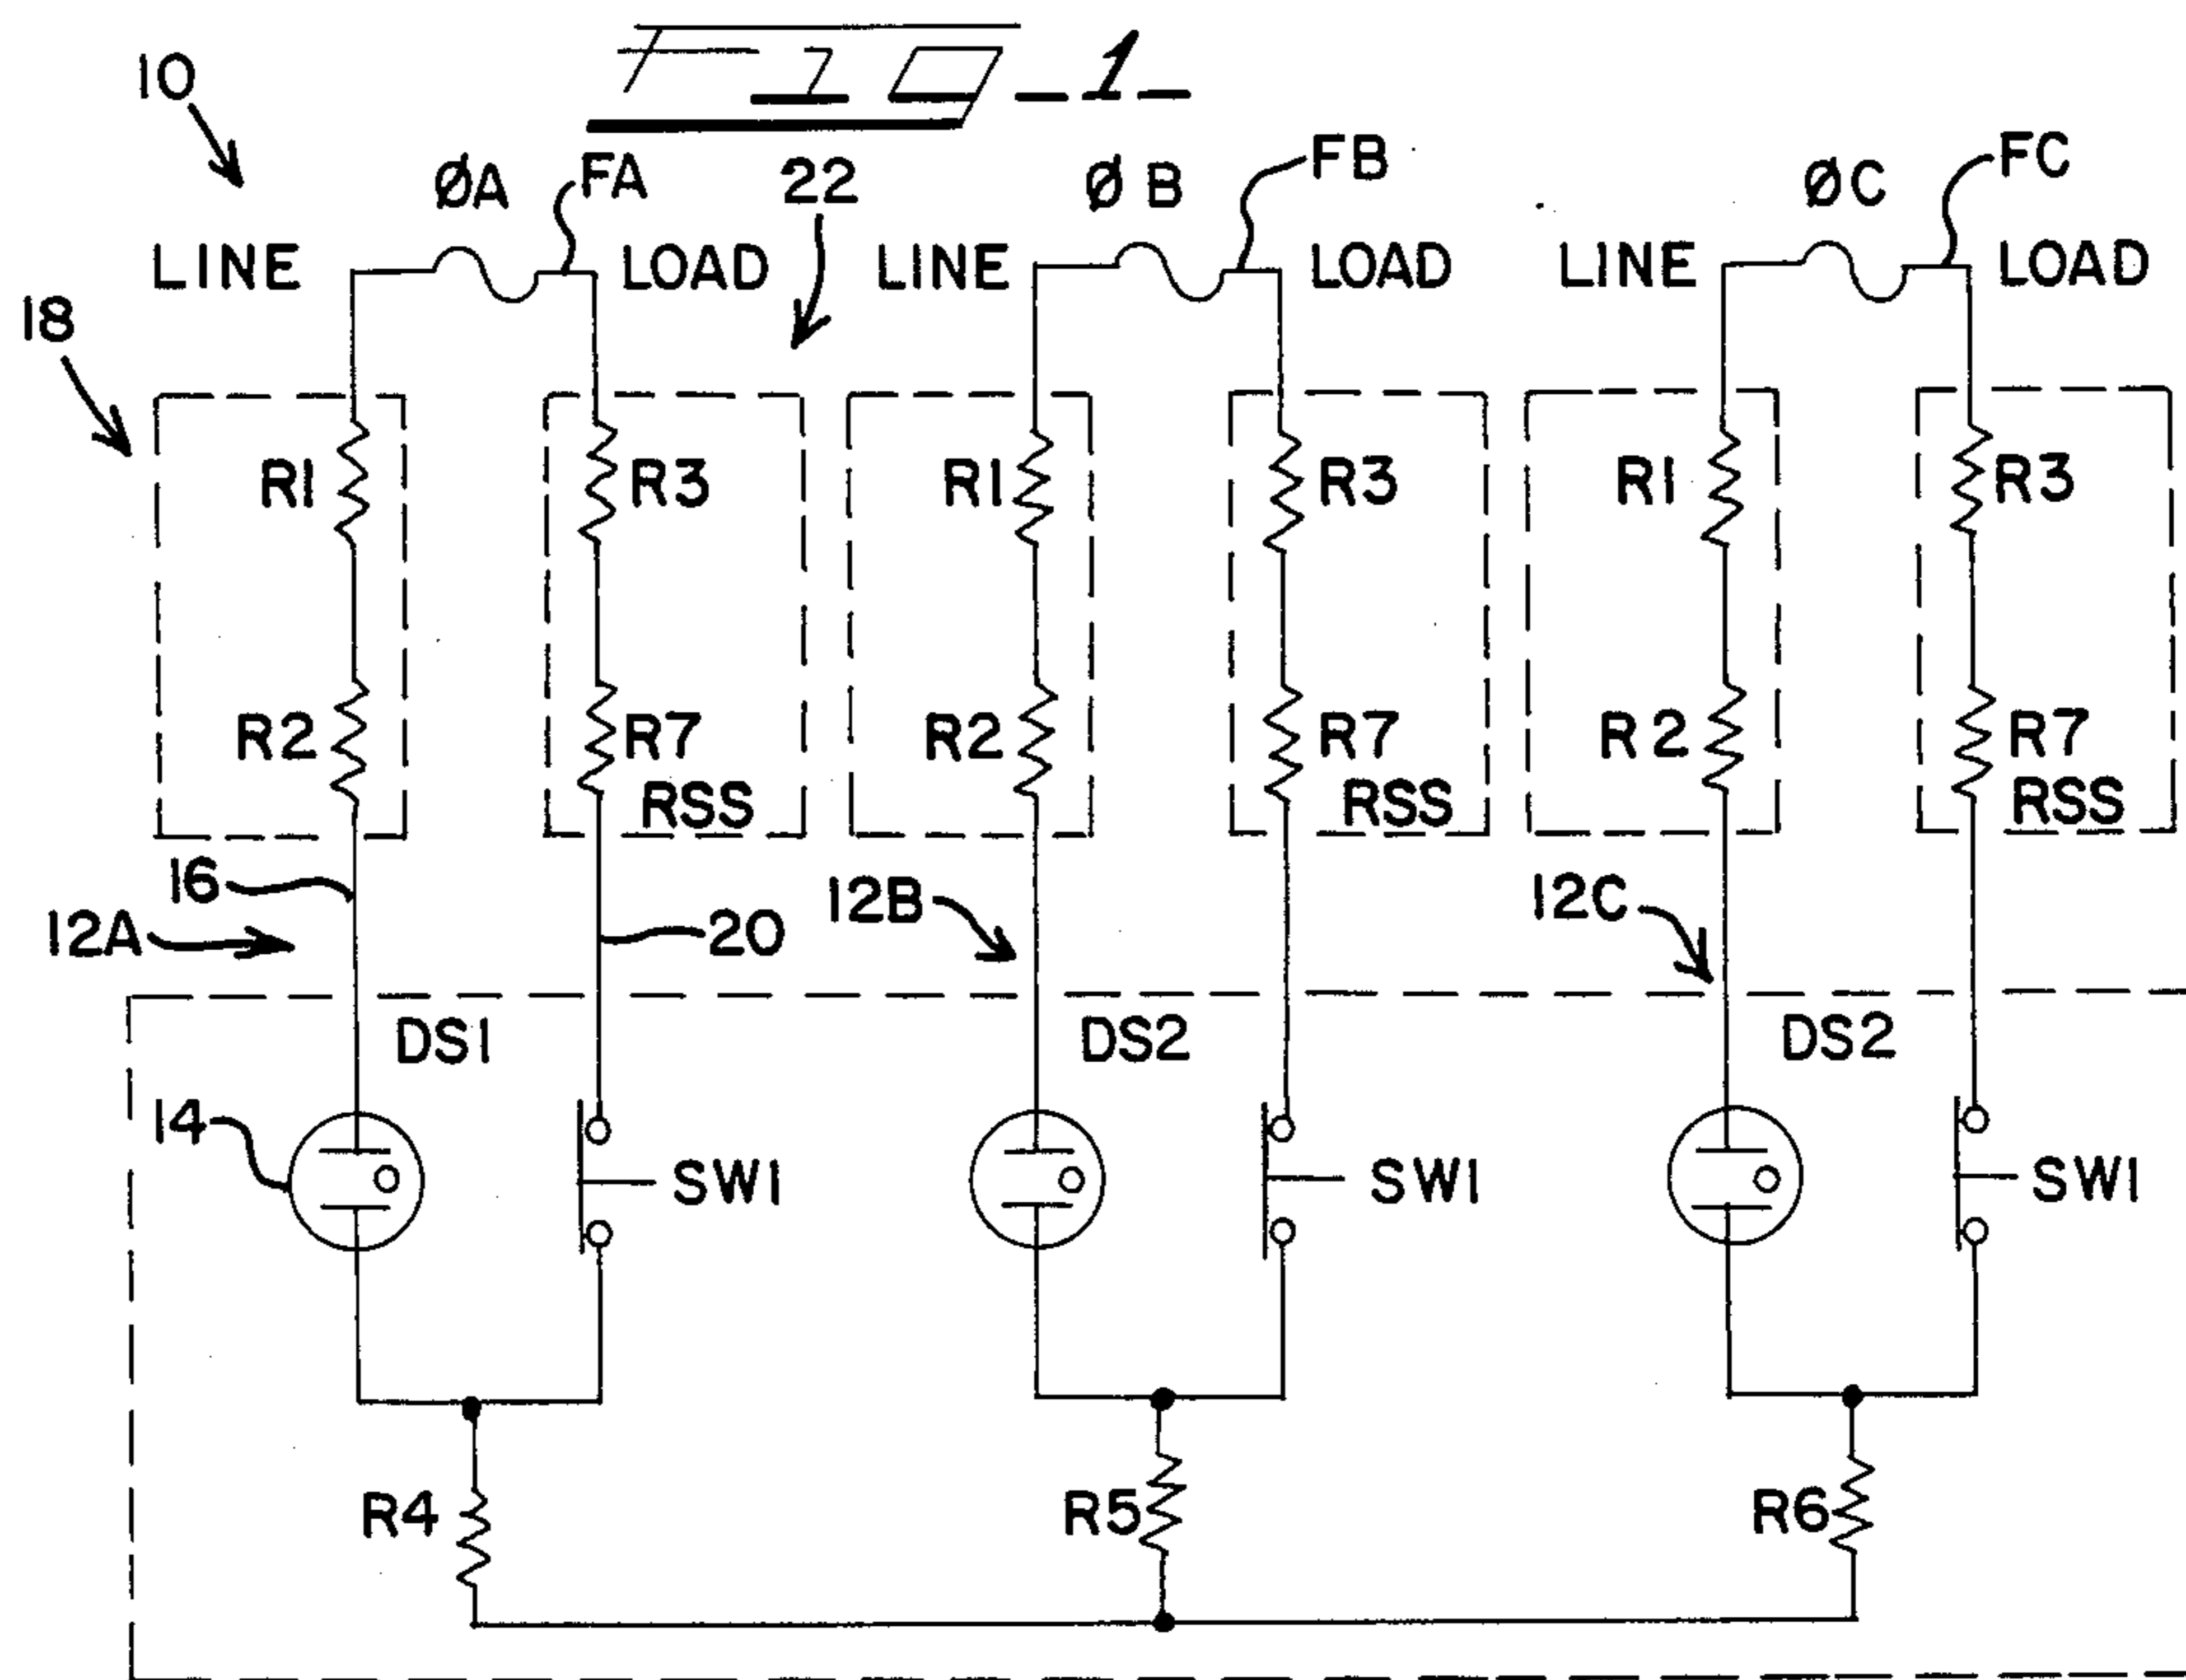 FIG-1-
10
ØA FA 22 ØB FB ØC FC
LINE LOAD LINE LOAD LINE LOAD
18
R1 R3 R1 R3 R1 R3
R2 R7 R2 R7 R2 R7
RSS RSS RSS
16
12A 20 12B 12C
DS1 DS2 DS2
14 SW1 SW1 SW1
R4 R5 R6